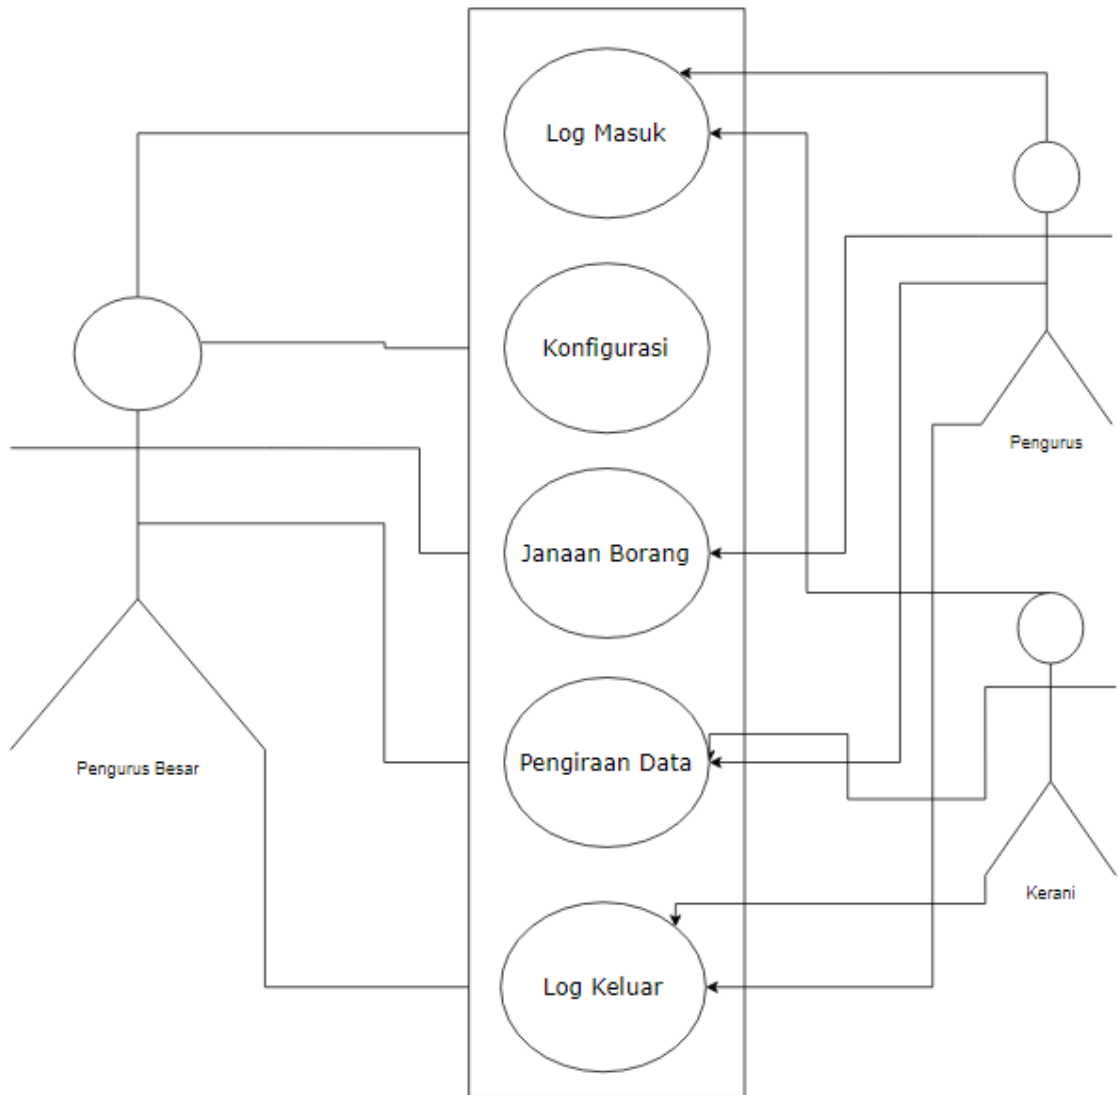 Log Masuk
Konfigurasi
Janaan Borang
Pengiraan Data
Log Keluar
Pengurus Besar
Pengurus
Kerani